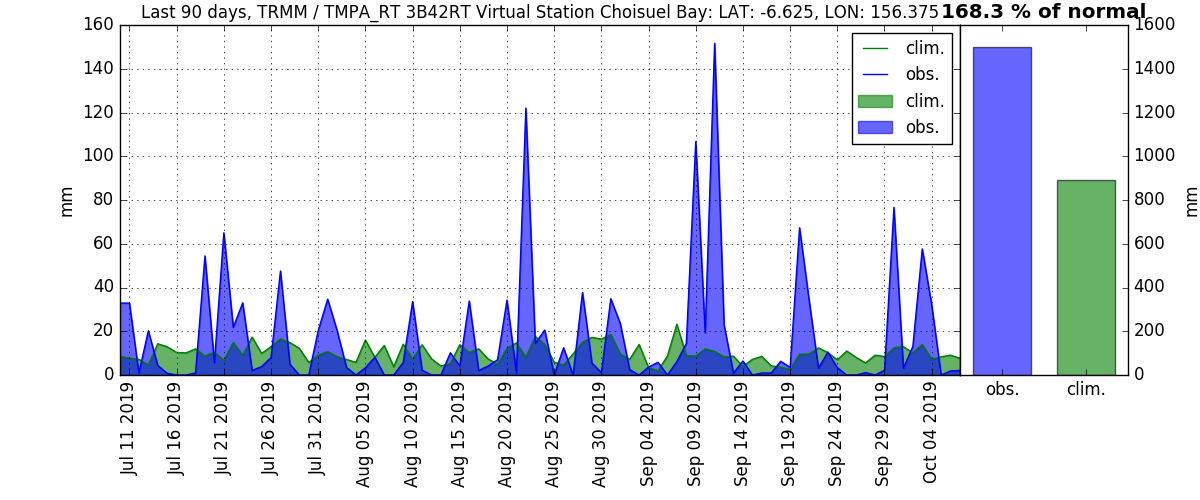 Last 90 days, TRMM / TMPA_RT 3B42RT Virtual Station Choisuel Bay: LAT: -6.625, LON: 156.375
168.3 % of normal
160
140
120
100
80
60
40
20
0
mm
clim.
obs.
clim.
obs.
Jul 11 2019
Jul 16 2019
Jul 21 2019
Jul 26 2019
Jul 31 2019
Aug 05 2019
Aug 10 2019
Aug 15 2019
Aug 20 2019
Aug 25 2019
Aug 30 2019
Sep 04 2019
Sep 09 2019
Sep 14 2019
Sep 19 2019
Sep 24 2019
Sep 29 2019
Oct 04 2019
1600
1400
1200
1000
800
600
400
200
0
mm
obs.
clim.